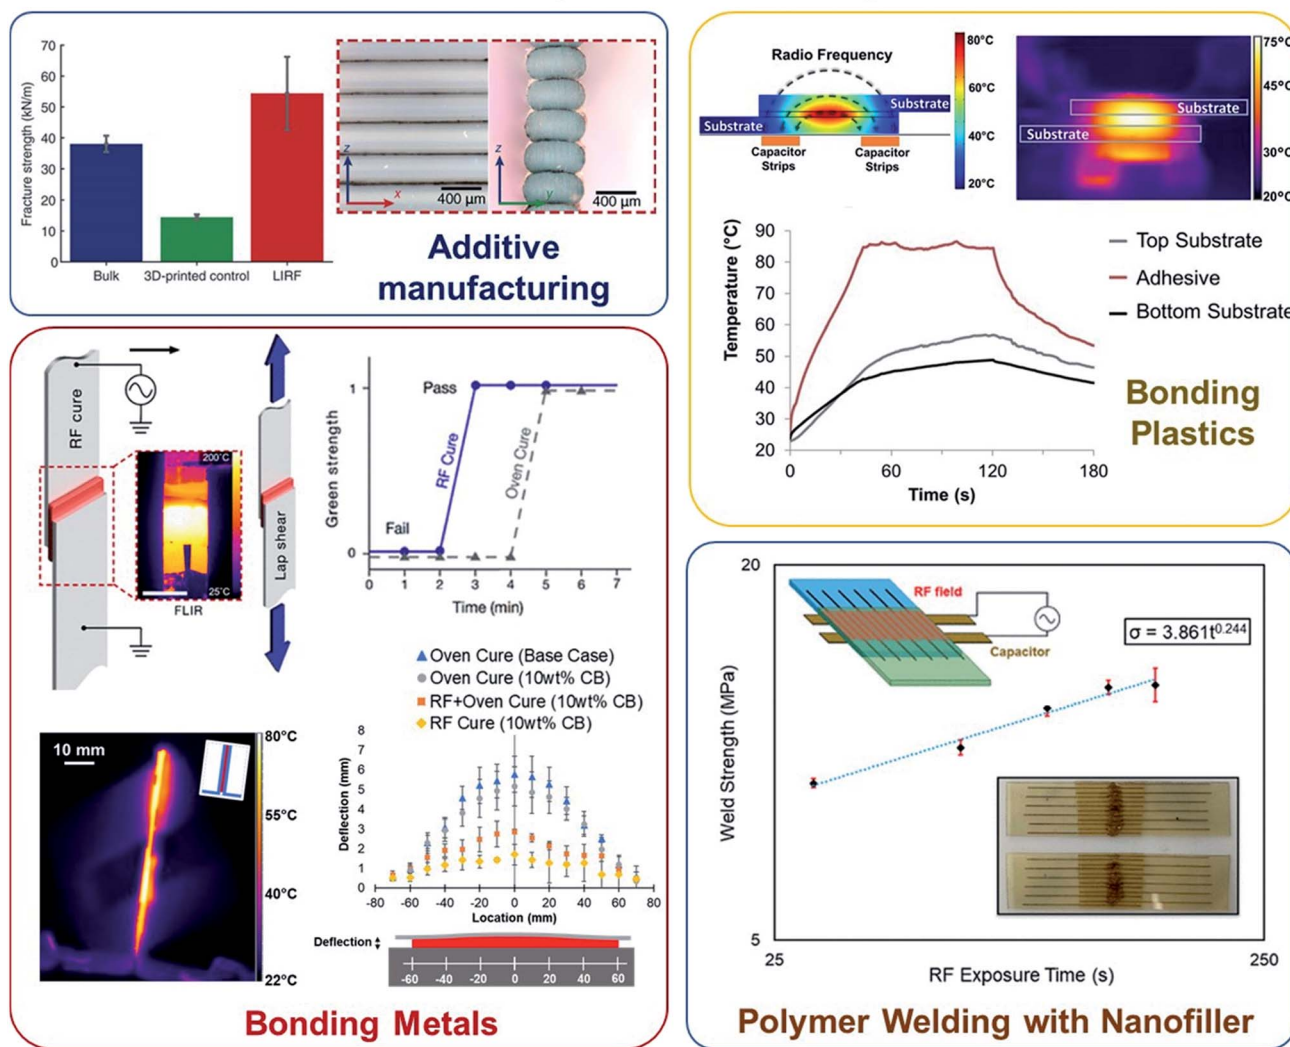 70
60
50
40
30
20
10
0
Fracture strength (kN/m)
Bulk
3D-printed control
LIRF
z
x
400 µm
z
y
400 µm
Additive
manufacturing
Radio Frequency
Substrate
Substrate
Capacitor
Strips
Capacitor
Strips
80°C
60°C
40°C
20°C
Substrate
Substrate
75°C
45°C
30°C
20°C
Temperature (°C)
90
80
70
60
50
40
30
20
0
60
120
180
Time (s)
Top Substrate
Adhesive
Bottom Substrate
Bonding
Plastics
RF cure
200°C
25°C
FLIR
Lap shear
Green strength
1
0
Pass
Fail
RF Cure
Oven Cure
0 1 2 3 4 5 6 7
Time (min)
Oven Cure (Base Case)
Oven Cure (10wt% CB)
RF+Oven Cure (10wt% CB)
RF Cure (10wt% CB)
10 mm
80°C
55°C
40°C
22°C
Deflection (mm)
8
7
6
5
4
3
2
1
0
-80 -60 -40 -20 0 20 40 60 80
Location (mm)
Deflection
-60 -40 -20 0 20 40 60
Bonding Metals
20
5
25
250
Weld Strength (MPa)
RF Exposure Time (s)
RF field
Capacitor
σ = 3.861t0.244
Polymer Welding with Nanofiller